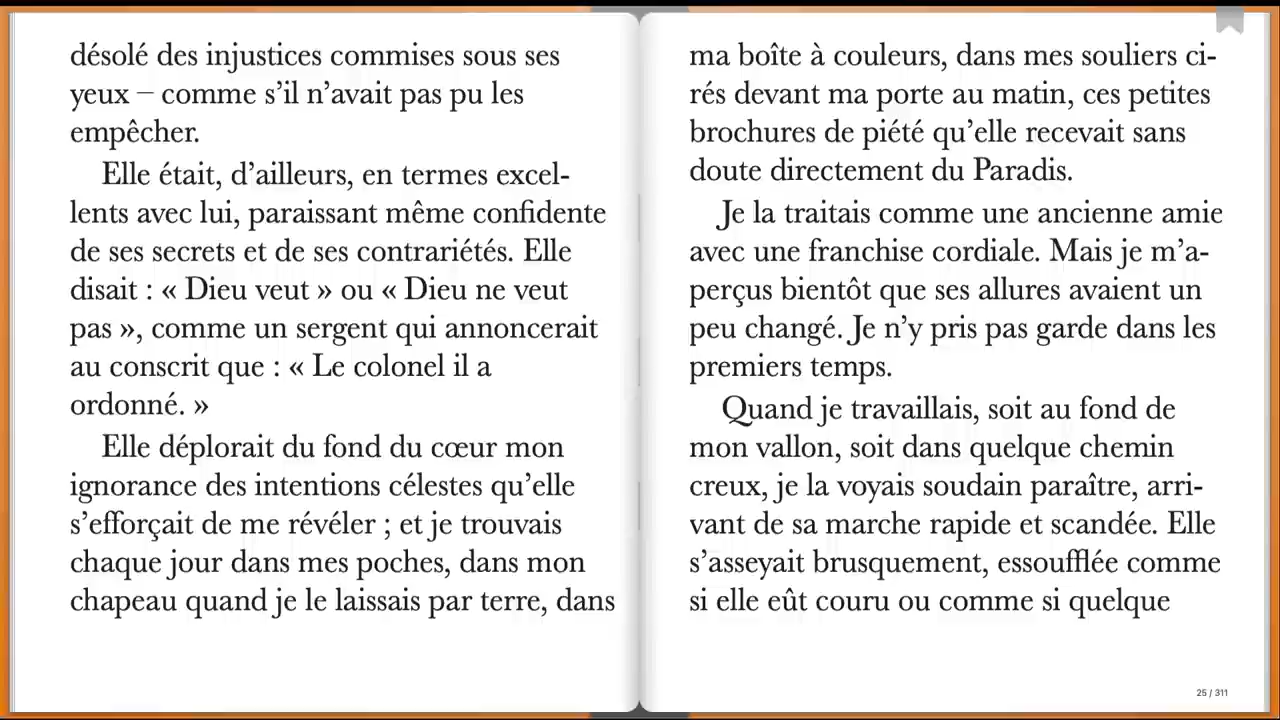 désolé des injustices commises sous ses
yeux – comme s’il n’avait pas pu les
empêcher.
Elle était, d’ailleurs, en termes excel-
lents avec lui, paraissant même confidente
de ses secrets et de ses contrariétés. Elle
disait : « Dieu veut » ou « Dieu ne veut
pas », comme un sergent qui annoncerait
au conscrit que : « Le colonel il a
ordonné. »
Elle déplorait du fond du cœur mon
ignorance des intentions célestes qu’elle
s’efforçait de me révéler ; et je trouvais
chaque jour dans mes poches, dans mon
chapeau quand je le laissais par terre, dans
ma boîte à couleurs, dans mes souliers ci-
rés devant ma porte au matin, ces petites
brochures de piété qu’elle recevait sans
doute directement du Paradis.
Je la traitais comme une ancienne amie
avec une franchise cordiale. Mais je m’a-
perçus bientôt que ses allures avaient un
peu changé. Je n’y pris pas garde dans les
premiers temps.
Quand je travaillais, soit au fond de
mon vallon, soit dans quelque chemin
creux, je la voyais soudain paraître, arri-
vant de sa marche rapide et scandée. Elle
s’asseyait brusquement, essoufflée comme
si elle eût couru ou comme si quelque
25 / 311